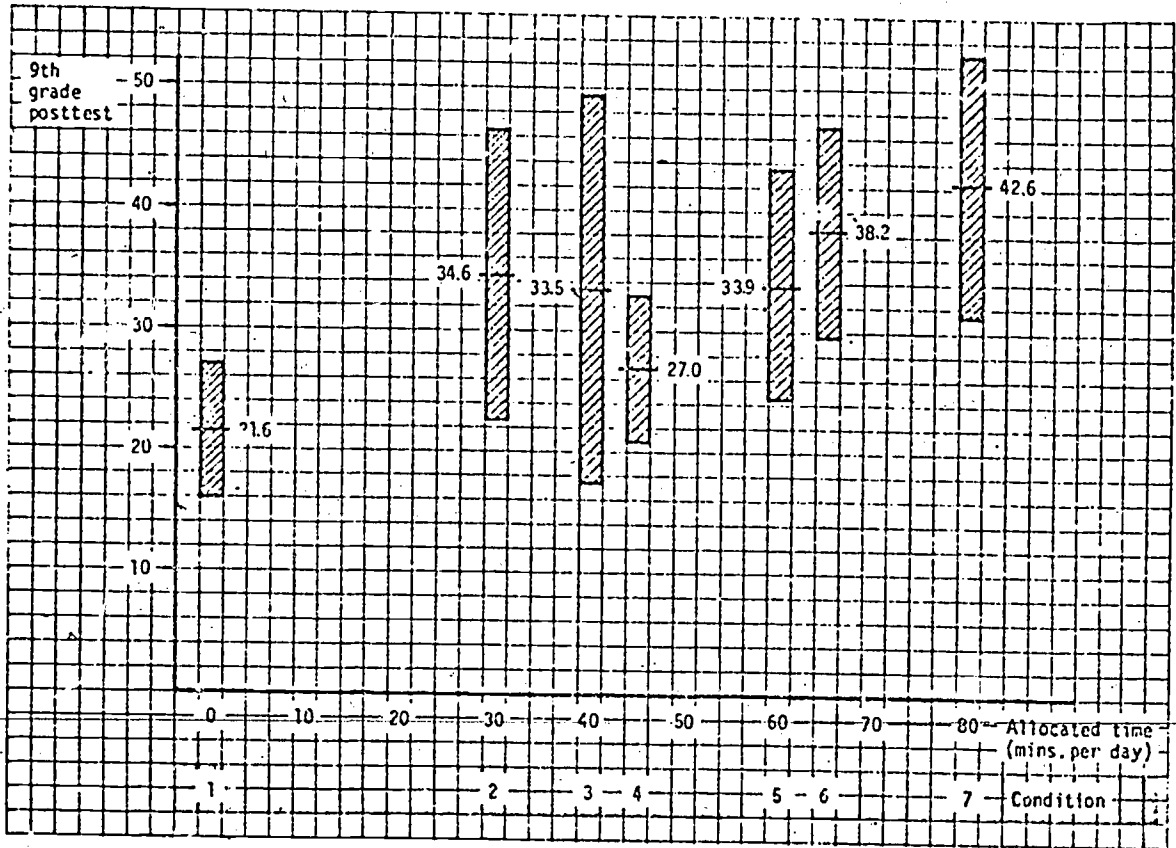 9th
grade
posttest
50
40
30
20
10
21.6
34.6
33.5
27.0
33.9
38.2
42.6
0 10 20 30 40 50 60 70 80 Allocated time
(mins. per day)
1 2 3 4 5 6 7 Condition